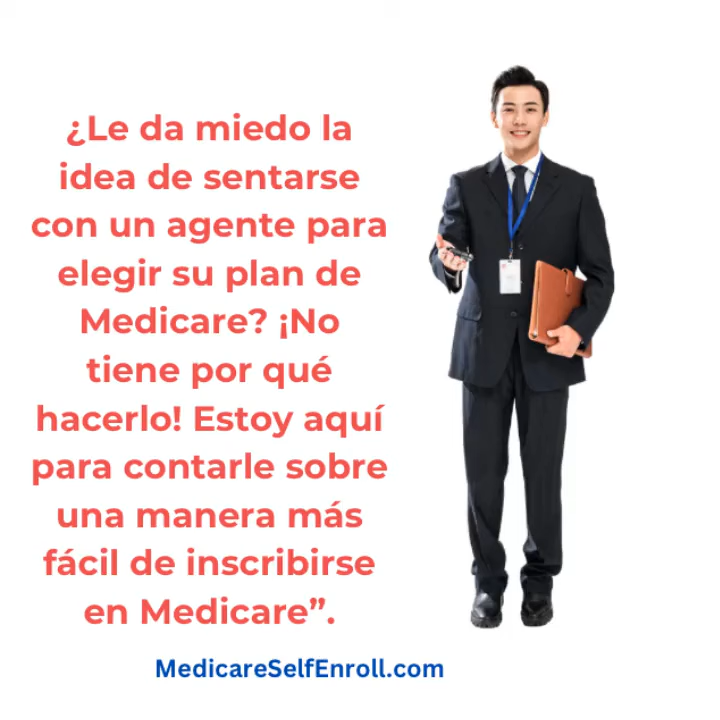 ¿Le da miedo la
idea de sentarse
con un agente para
elegir su plan de
Medicare? ¡No
tiene por qué
hacerlo! Estoy aquí
para contarle sobre
una manera más
fácil de inscribirse
en Medicare”.
MedicareSelfEnroll.com